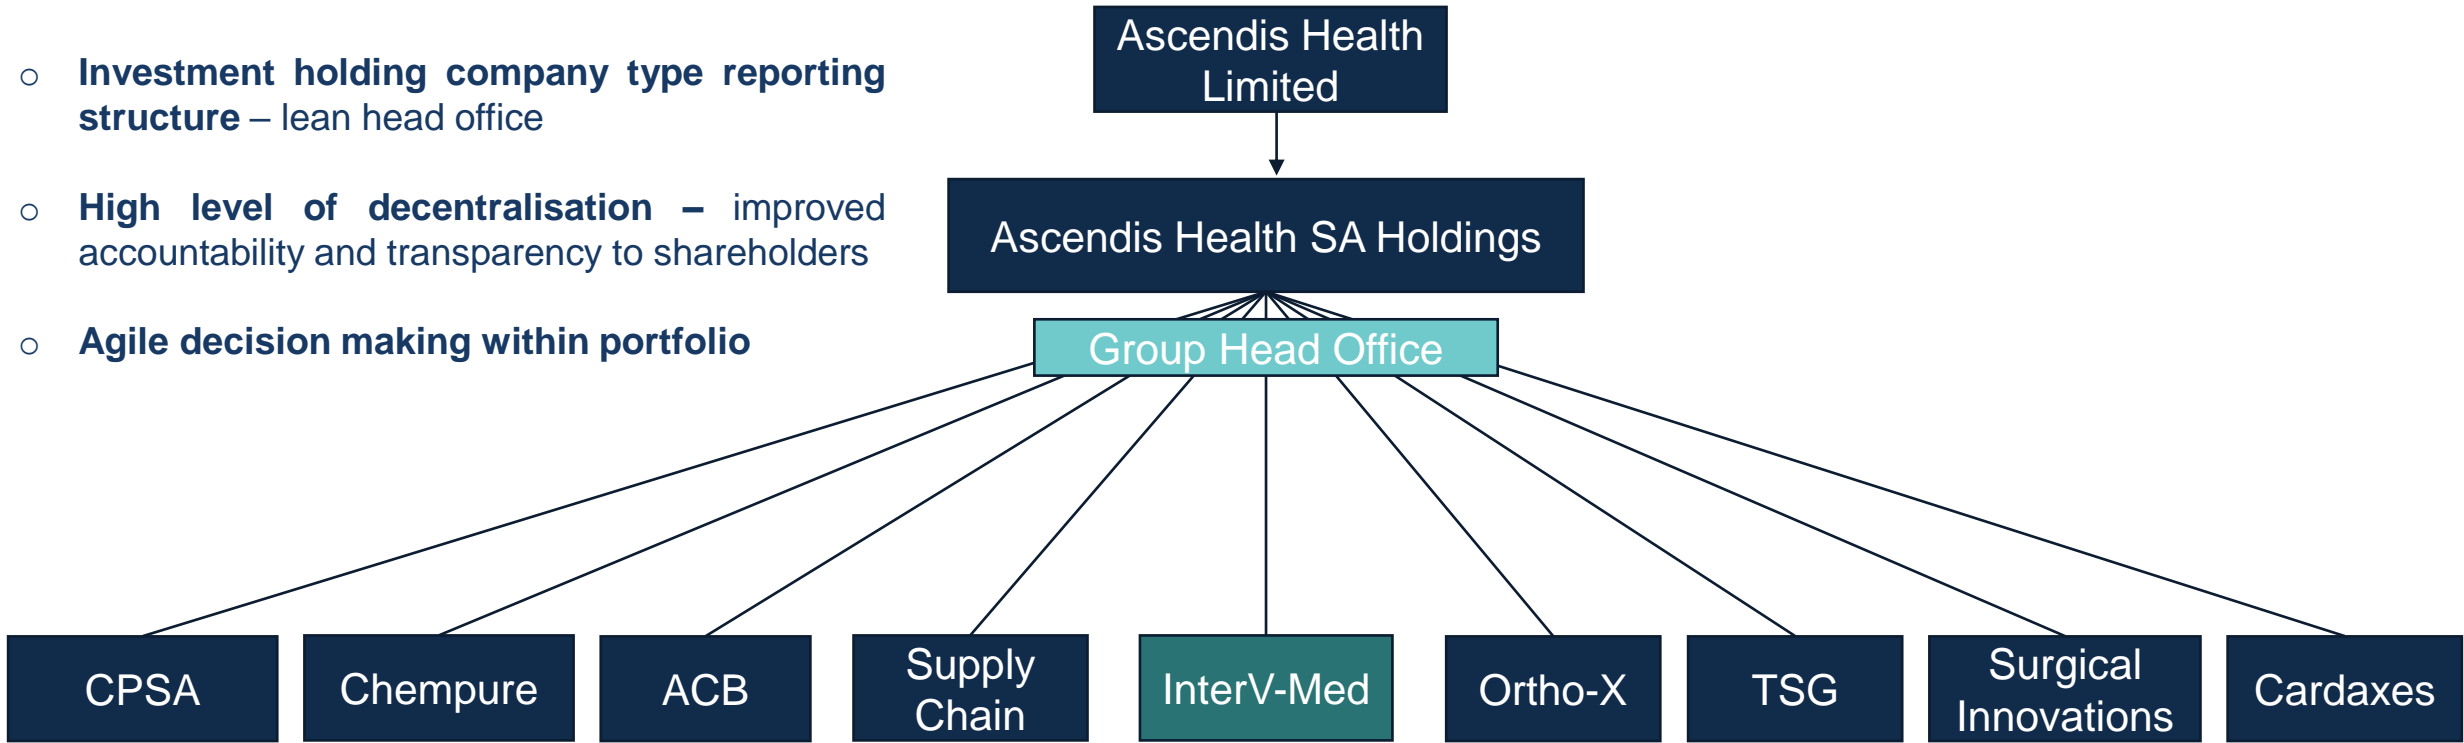 ○ Investment holding company type reporting
structure – lean head office
○ High level of decentralisation – improved
accountability and transparency to shareholders
○ Agile decision making within portfolio
Ascendis Health
Limited
Ascendis Health SA Holdings
Group Head Office
CPSA
Chempure
ACB
Supply
Chain
InterV-Med
Ortho-X
TSG
Surgical
Innovations
Cardaxes